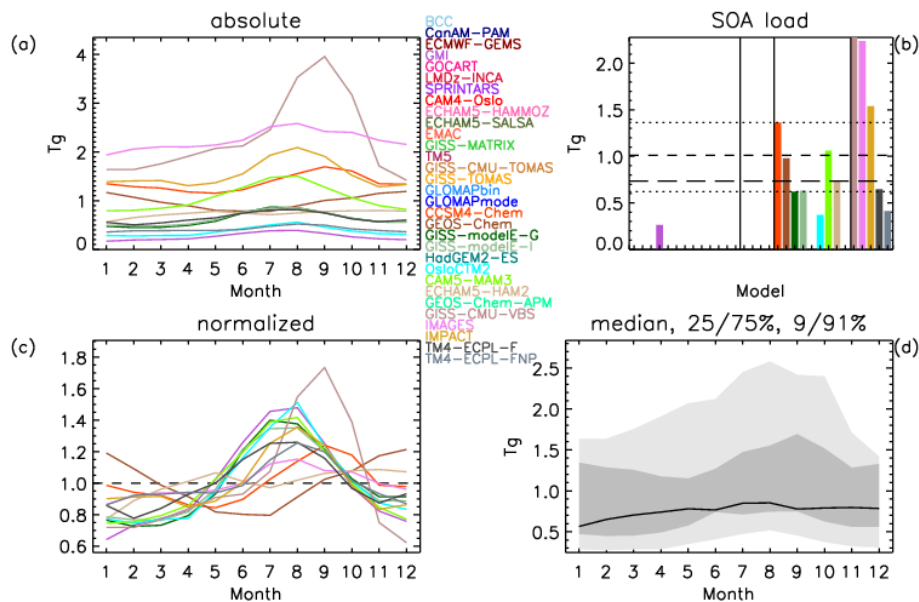 absolute
(a)
Tg
4
3
2
1
0
1 2 3 4 5 6 7 8 9 10 11 12
Month
BCC
CanAM-PAM
ECMWF-GEMS
GMI
GOCART
LMDz-INCA
SPRINTARS
CAM4-Oslo
ECHAM5-HAMMOZ
ECHAM5-SALSA
EMAC
GISS-MATRIX
TM5
GISS-CMU-TOMAS
GISS-TOMAS
GLOMAPbin
GLOMAPmode
CCSM4-Chem
GEOS-Chem
GISS-modelE-G
GISS-modelE-I
HadGEM2-ES
OsloCTM2
CAM5-MAM3
ECHAM5-HAM2
GEOS-Chem-APM
GISS-CMU-VBS
IMAGES
IMPACT
TM4-ECPL-F
TM4-ECPL-FNP
SOA load
(b)
Tg
2.0
1.5
1.0
0.5
0.0
Model
normalized
(c)
1.8
1.6
1.4
1.2
1.0
0.8
0.6
1 2 3 4 5 6 7 8 9 10 11 12
Month
median, 25/75%, 9/91%
(d)
Tg
2.5
2.0
1.5
1.0
0.5
1 2 3 4 5 6 7 8 9 10 11 12
Month